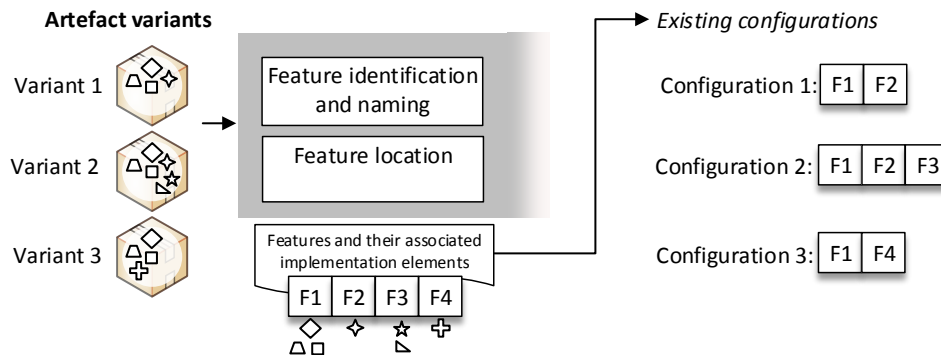 Artefact variants
Variant 1
Variant 2
Variant 3
Feature identification
and naming
Feature location
Features and their associated
implementation elements
F1 F2 F3 F4
Existing configurations
Configuration 1: F1 F2
Configuration 2: F1 F2 F3
Configuration 3: F1 F4